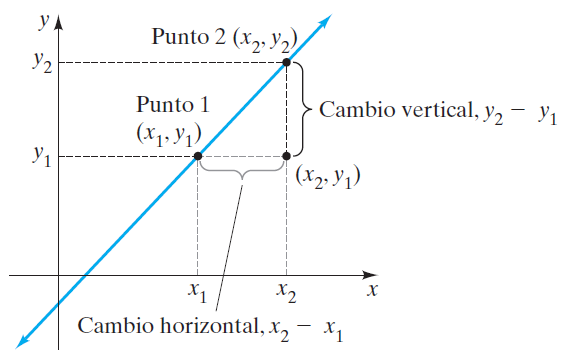 y
Punto 2 (x₂, y₂)
y₂
Punto 1
(x₁, y₁)
Cambio vertical, y₂ − y₁
y₁
(x₂, y₁)
x₁ x₂ x
Cambio horizontal, x₂ − x₁